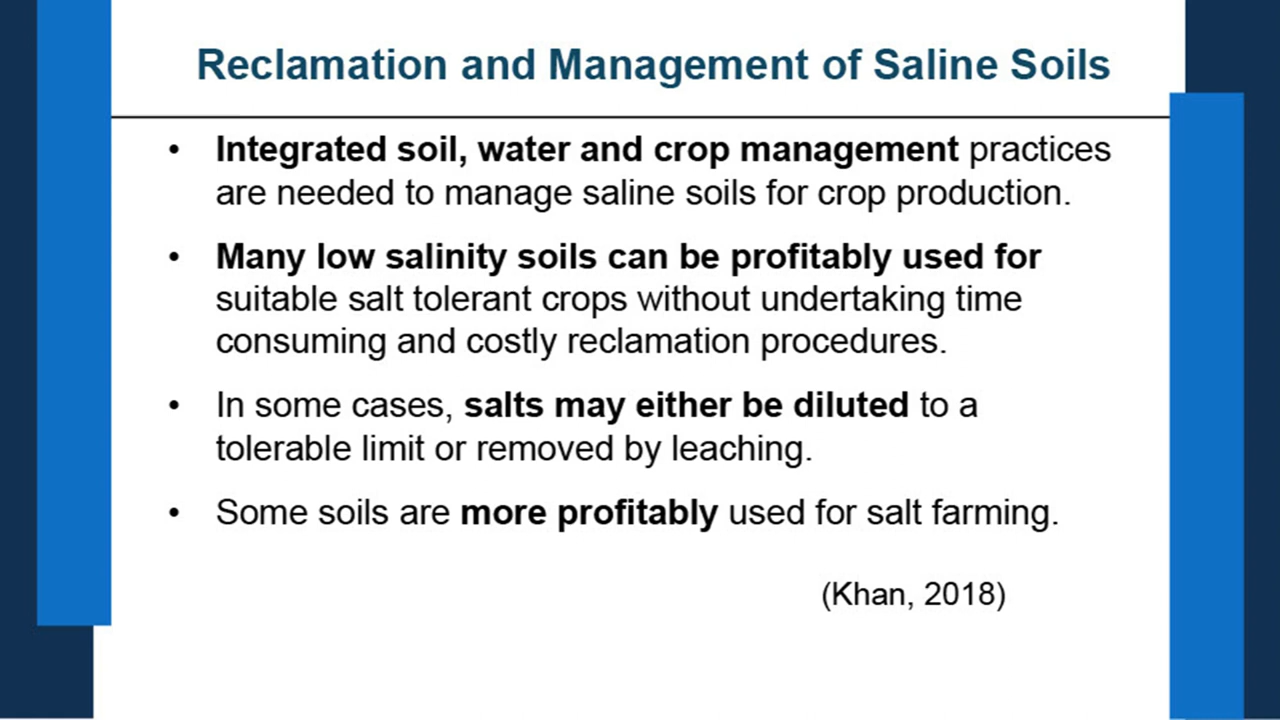 Reclamation and Management of Saline Soils
• Integrated soil, water and crop management practices
are needed to manage saline soils for crop production.
• Many low salinity soils can be profitably used for
suitable salt tolerant crops without undertaking time
consuming and costly reclamation procedures.
• In some cases, salts may either be diluted to a
tolerable limit or removed by leaching.
• Some soils are more profitably used for salt farming.
(Khan, 2018)